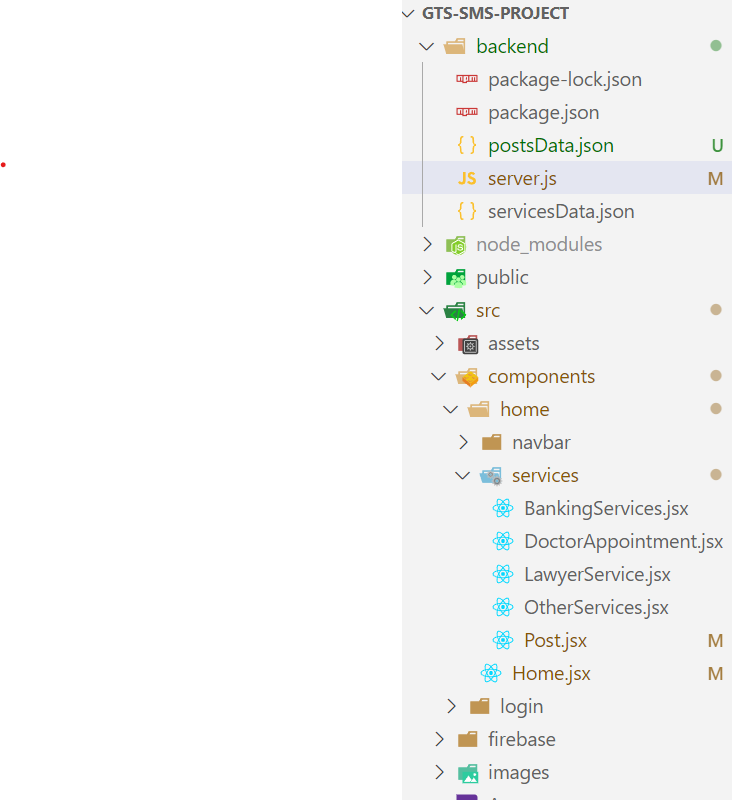 GTS-SMS-PROJECT
backend
package-lock.json
package.json
{ } postsData.json U
JS server.js M
{ } servicesData.json
node_modules
public
src
assets
components
home
navbar
services
BankingServices.jsx
DoctorAppointment.jsx
LawyerService.jsx
OtherServices.jsx
Post.jsx M
Home.jsx M
login
firebase
images